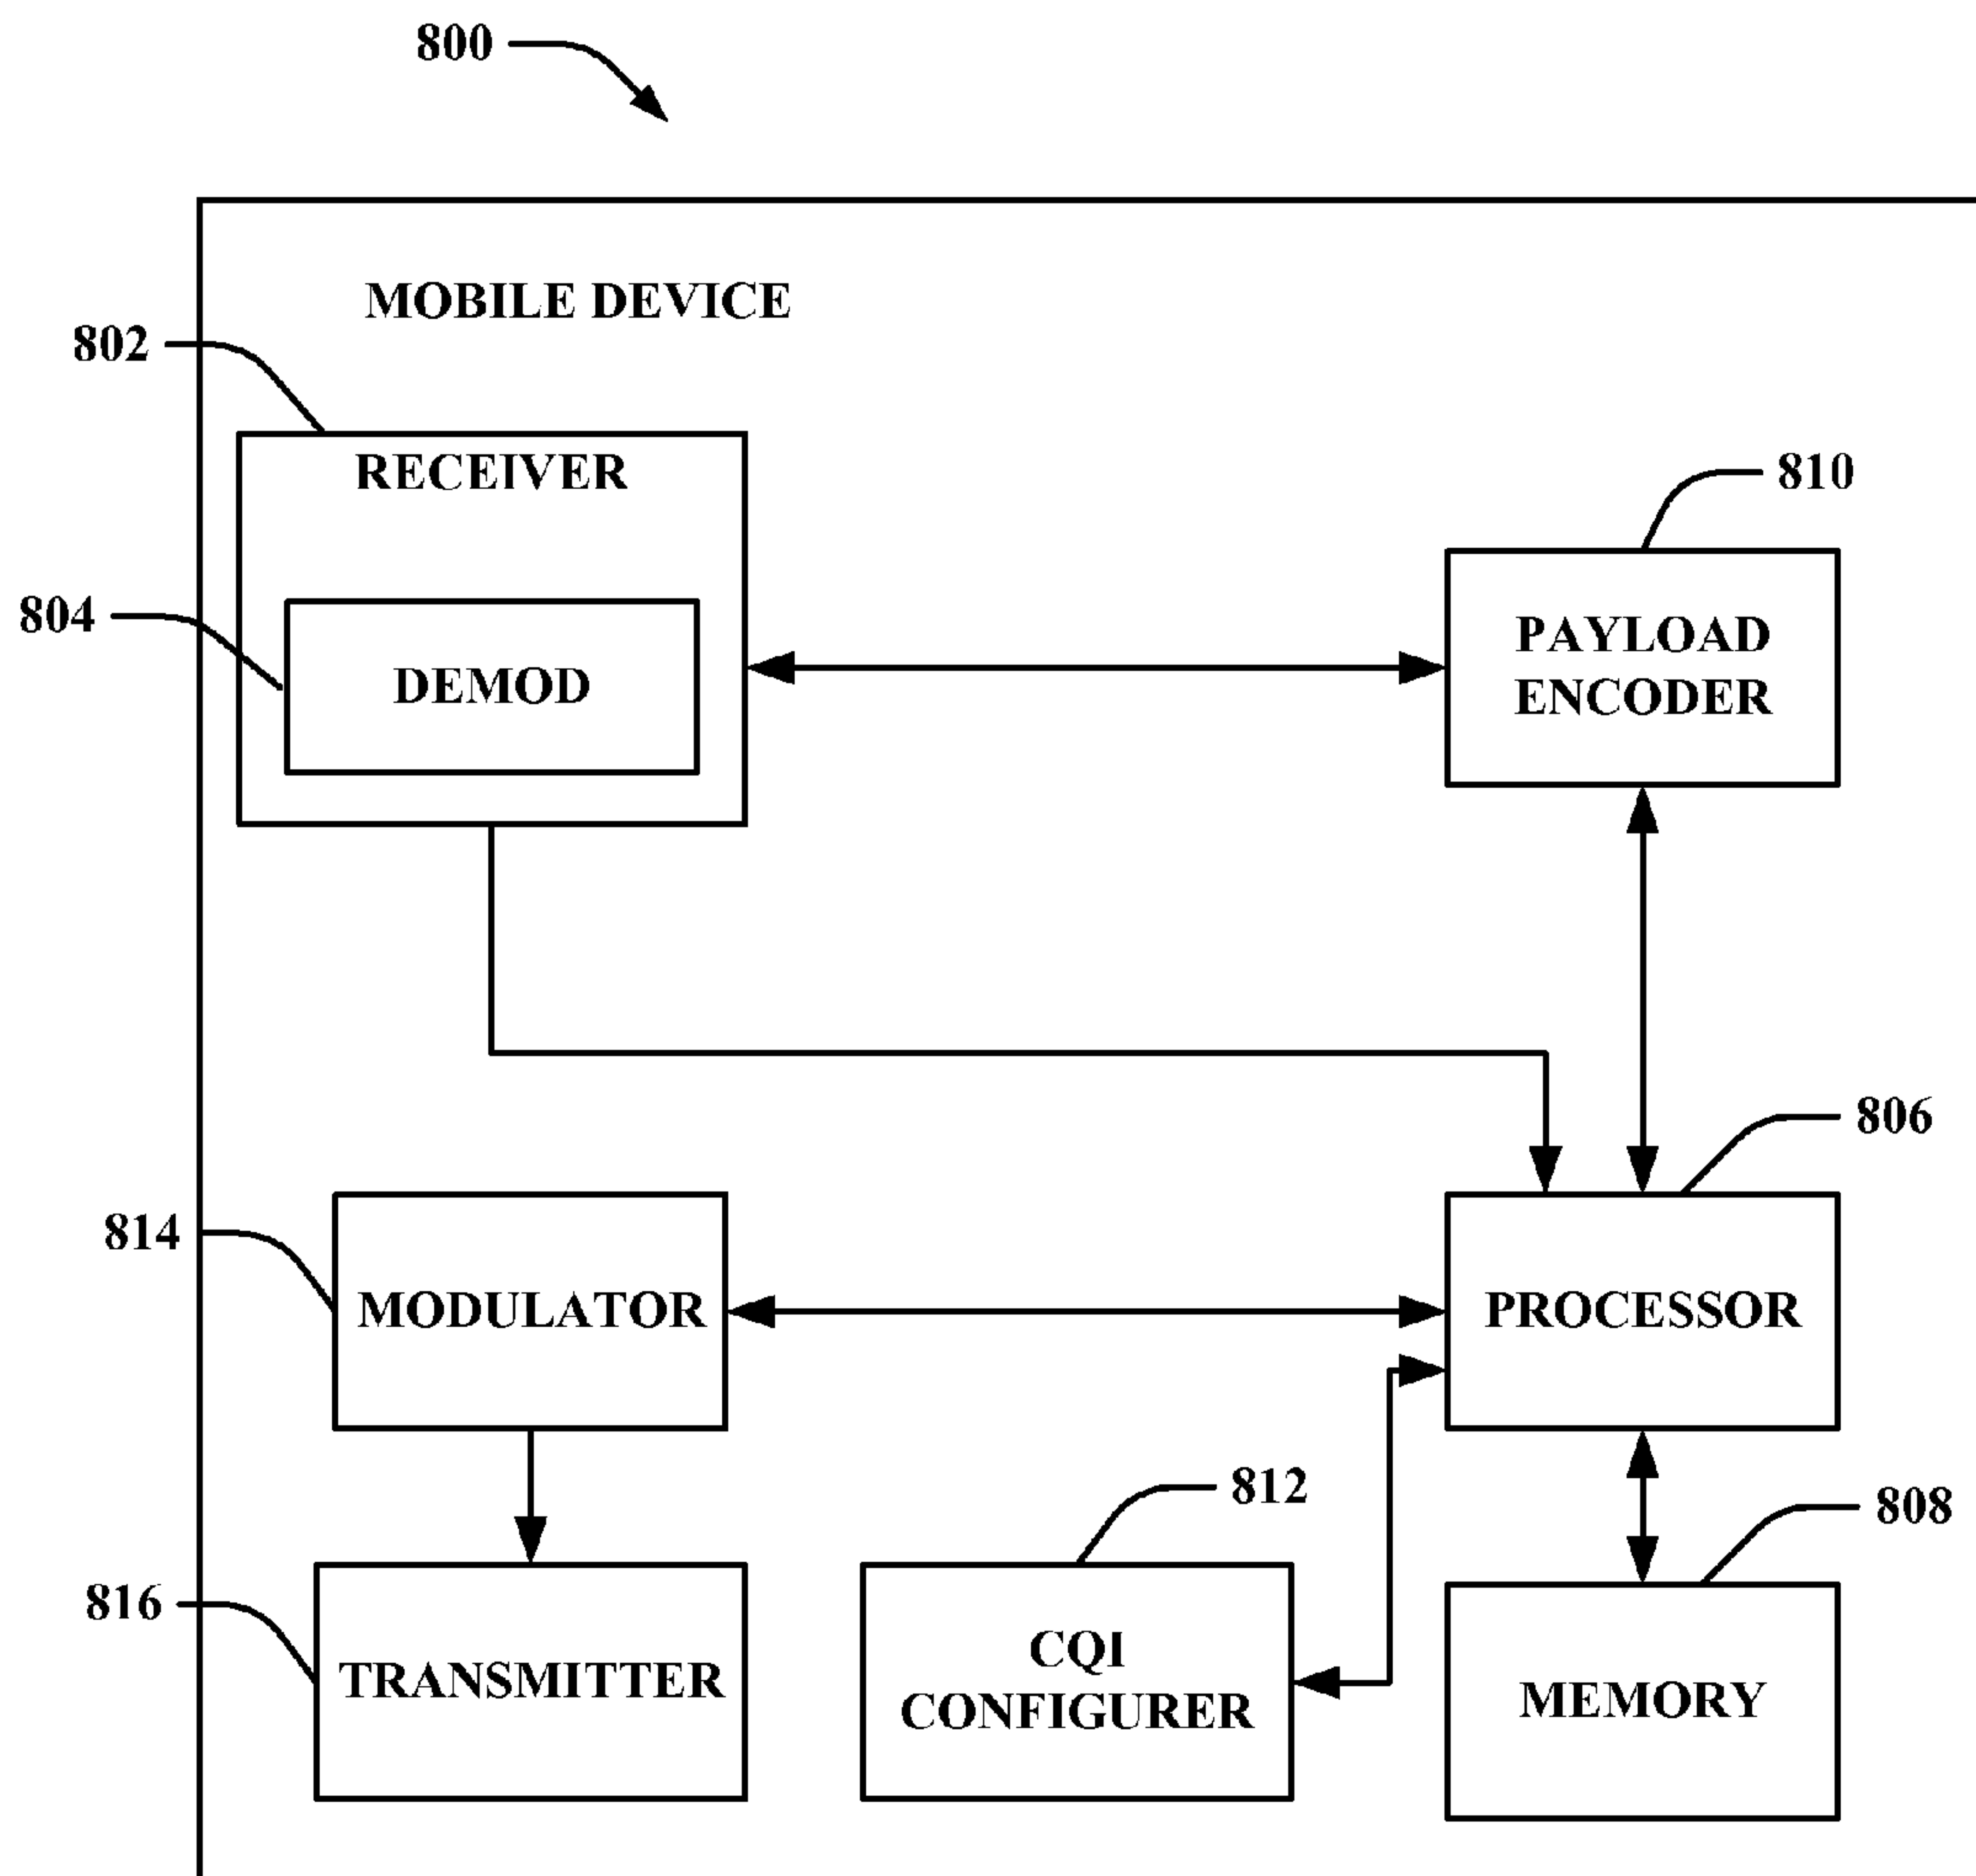 800
MOBILE DEVICE
802
RECEIVER
810
804
DEMOD
PAYLOAD
ENCODER
806
814
MODULATOR
PROCESSOR
812
808
816
TRANSMITTER
CQI
CONFIGURER
MEMORY